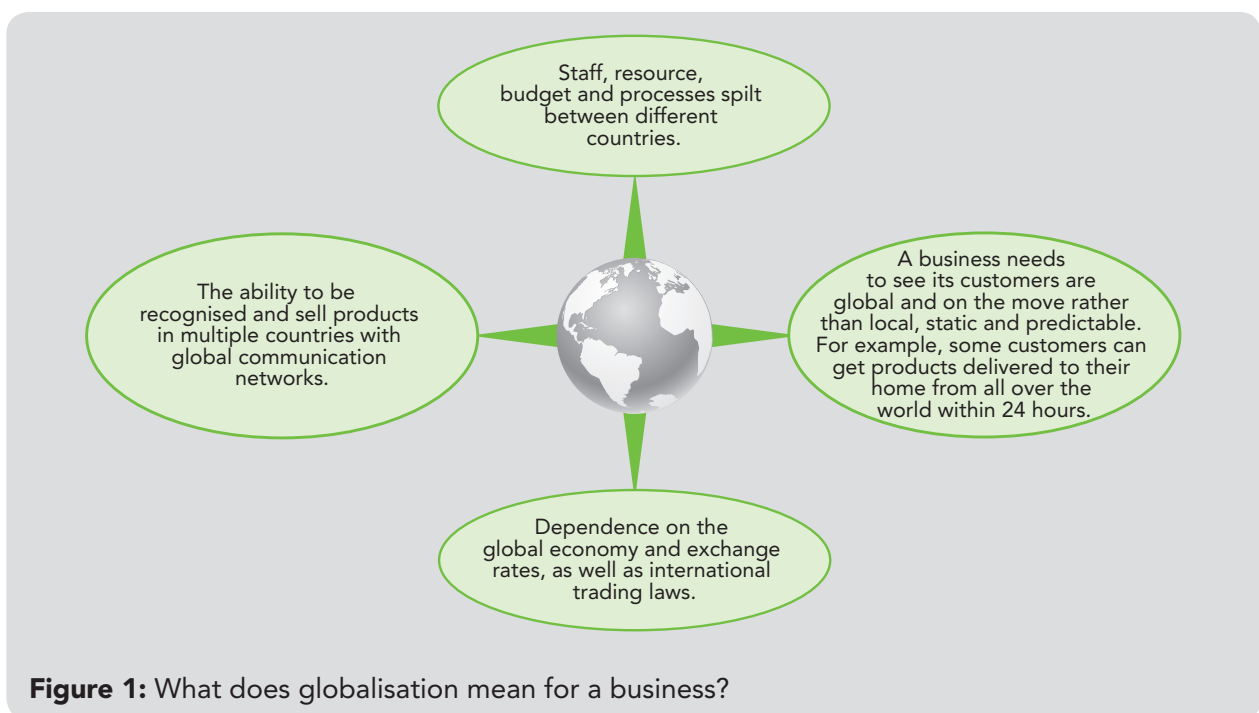 Staff, resource,
budget and processes spilt
between different
countries.
The ability to be
recognised and sell products
in multiple countries with
global communication
networks.
A business needs
to see its customers are
global and on the move rather
than local, static and predictable.
For example, some customers can
get products delivered to their
home from all over the
world within 24 hours.
Dependence on the
global economy and exchange
rates, as well as international
trading laws.
Figure 1: What does globalisation mean for a business?